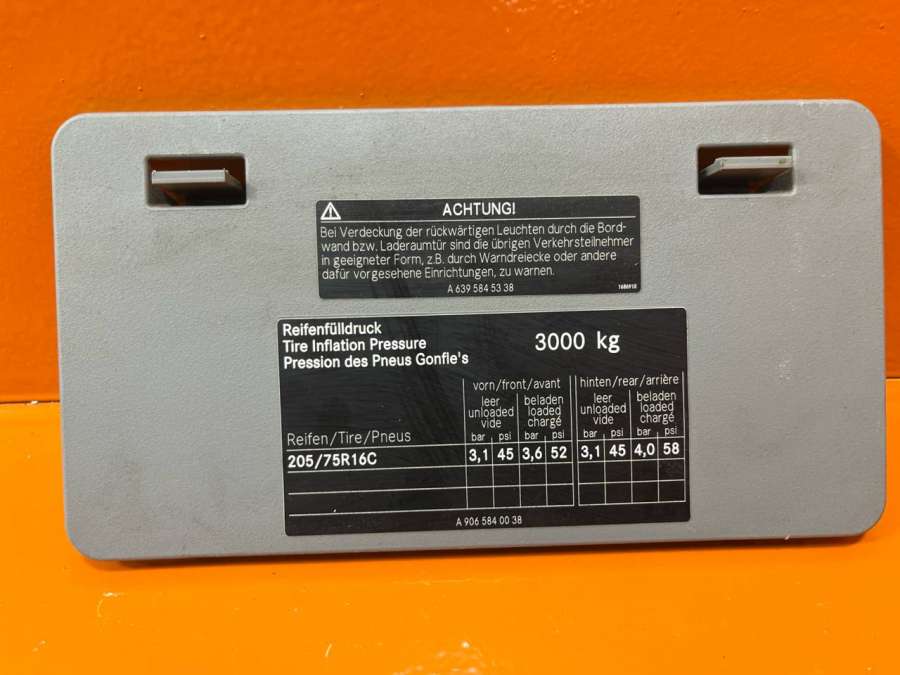 ACHTUNG!
Bei Verdeckung der rückwärtigen Leuchten durch die Bord-
wand bzw. Laderaumtür sind die übrigen Verkehrsteilnehmer
in geeigneter Form, z.B. durch Warndreiecke oder andere
dafür vorgesehene Einrichtungen, zu warnen.
A 639 584 53 38
Reifenfülldruck
Tire Inflation Pressure
Pression des Pneus Gonfle's
3000 kg
vorn/front/avant hinten/rear/arrière
leer beladen leer beladen
unloaded loaded unloaded loaded
vide chargé vide chargé
Reifen/Tire/Pneus bar psi bar psi bar psi bar psi
205/75R16C 3,1 45 3,6 52 3,1 45 4,0 58
A 906 584 00 38